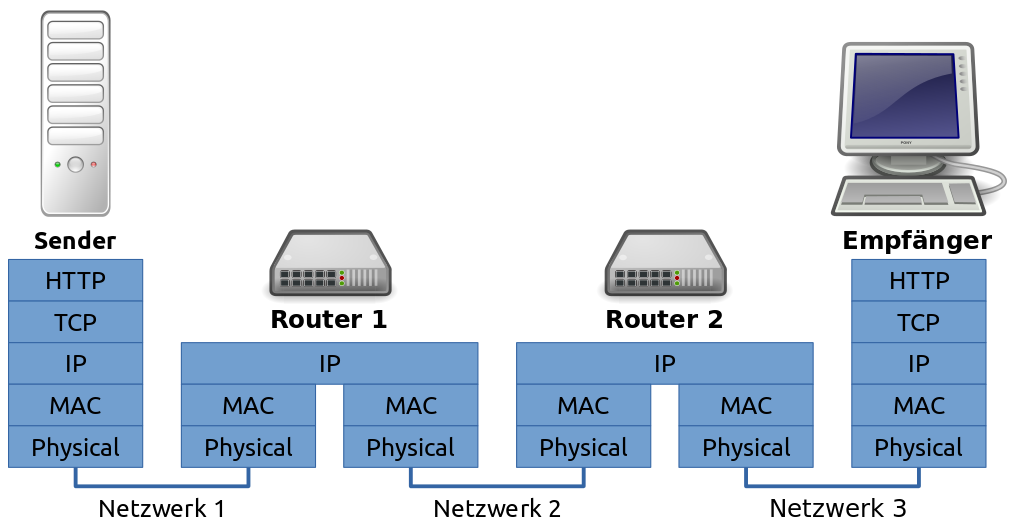 Sender
HTTP
TCP
IP
MAC
Physical
Router 1
IP
MAC
MAC
Physical
Physical
Router 2
IP
MAC
MAC
Physical
Physical
Empfänger
HTTP
TCP
IP
MAC
Physical
Netzwerk 1
Netzwerk 2
Netzwerk 3